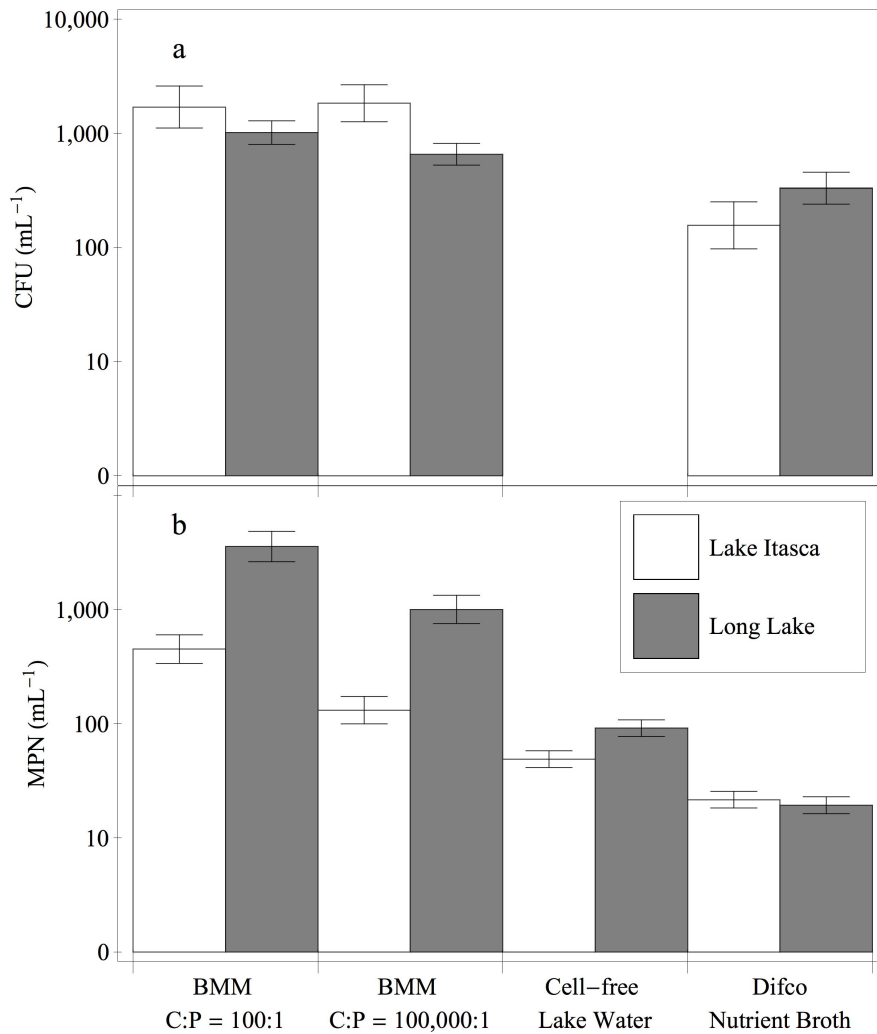 10,000
a
1,000
CFU (mL⁻¹)
100
10
0
b
Lake Itasca
1,000
Long Lake
MPN (mL⁻¹)
100
10
0
BMM BMM Cell−free Difco
C:P = 100:1 C:P = 100,000:1 Lake Water Nutrient Broth